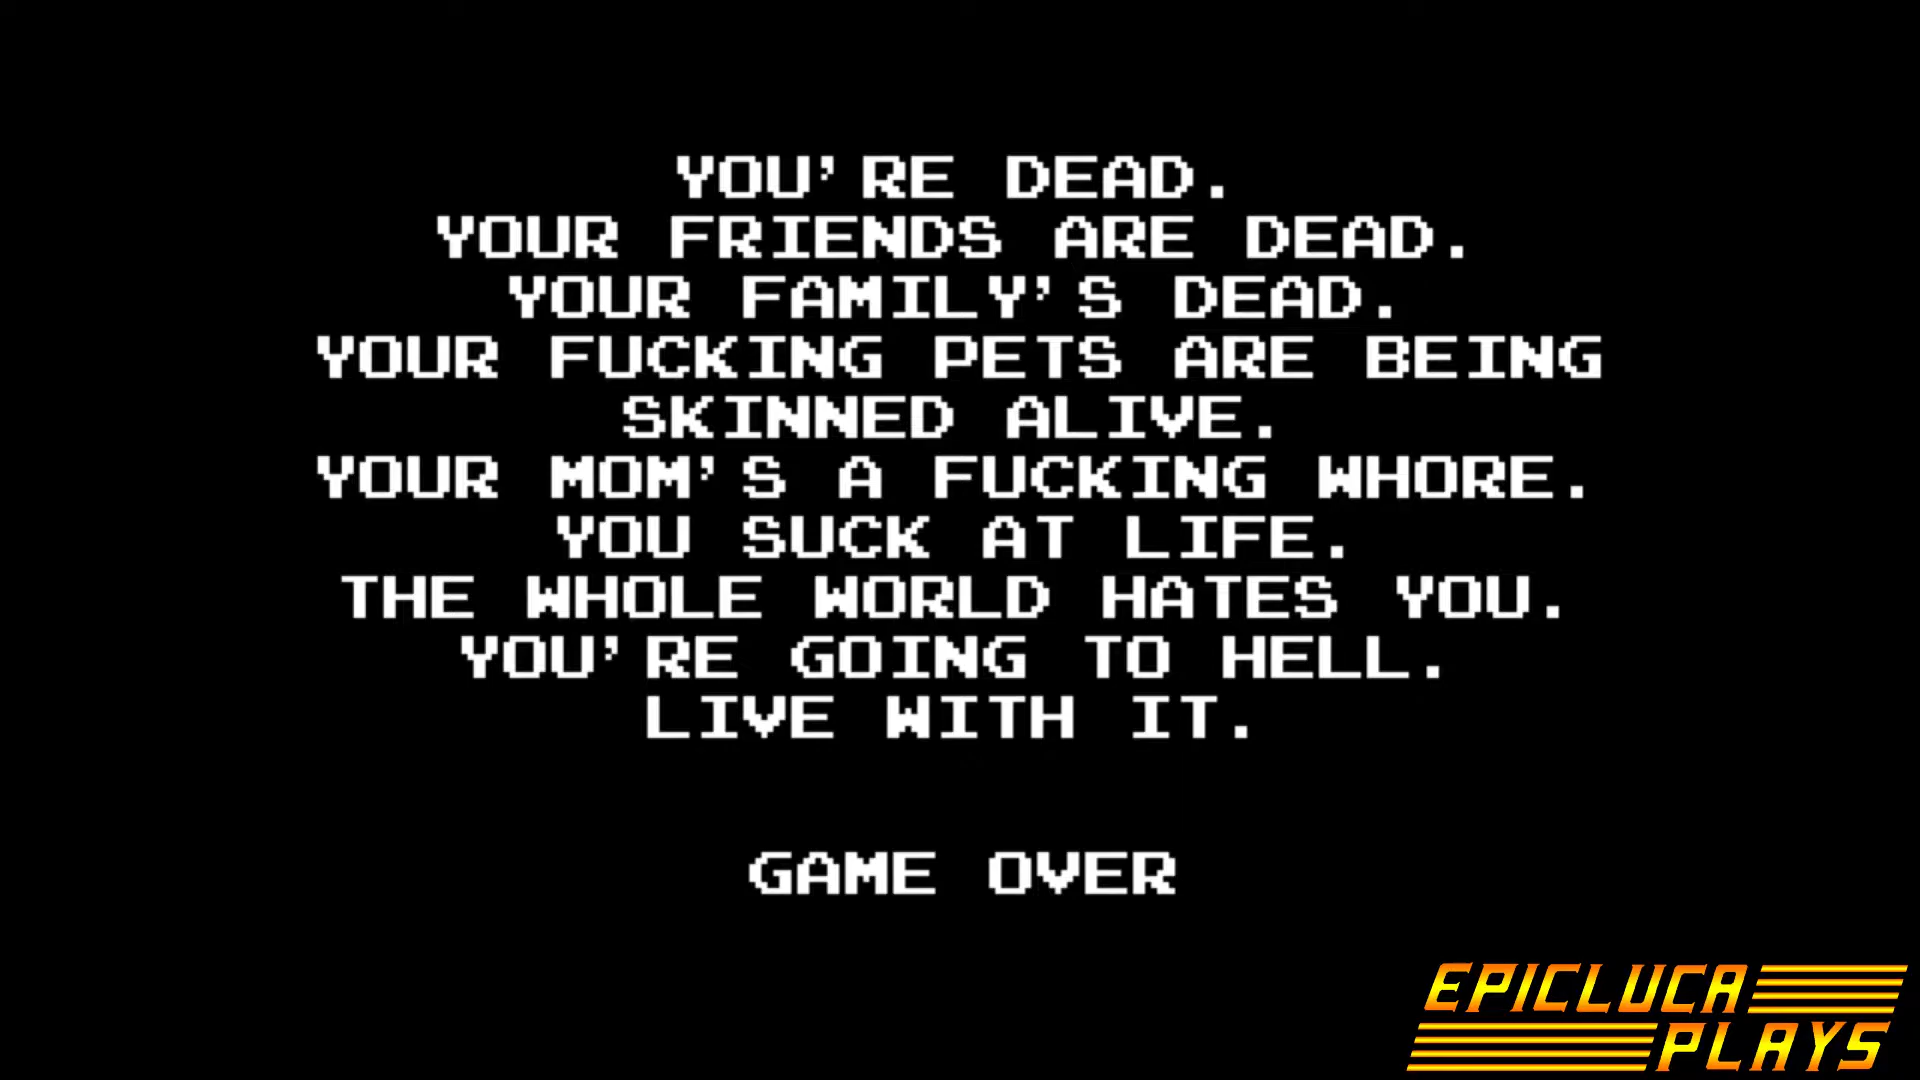 YOU'RE DEAD.
YOUR FRIENDS ARE DEAD.
YOUR FAMILY'S DEAD.
YOUR FUCKING PETS ARE BEING
SKINNED ALIVE.
YOUR MOM'S A FUCKING WHORE.
YOU SUCK AT LIFE.
THE WHOLE WORLD HATES YOU.
YOU'RE GOING TO HELL.
LIVE WITH IT.
GAME OVER
EPICLUCA
PLAYS